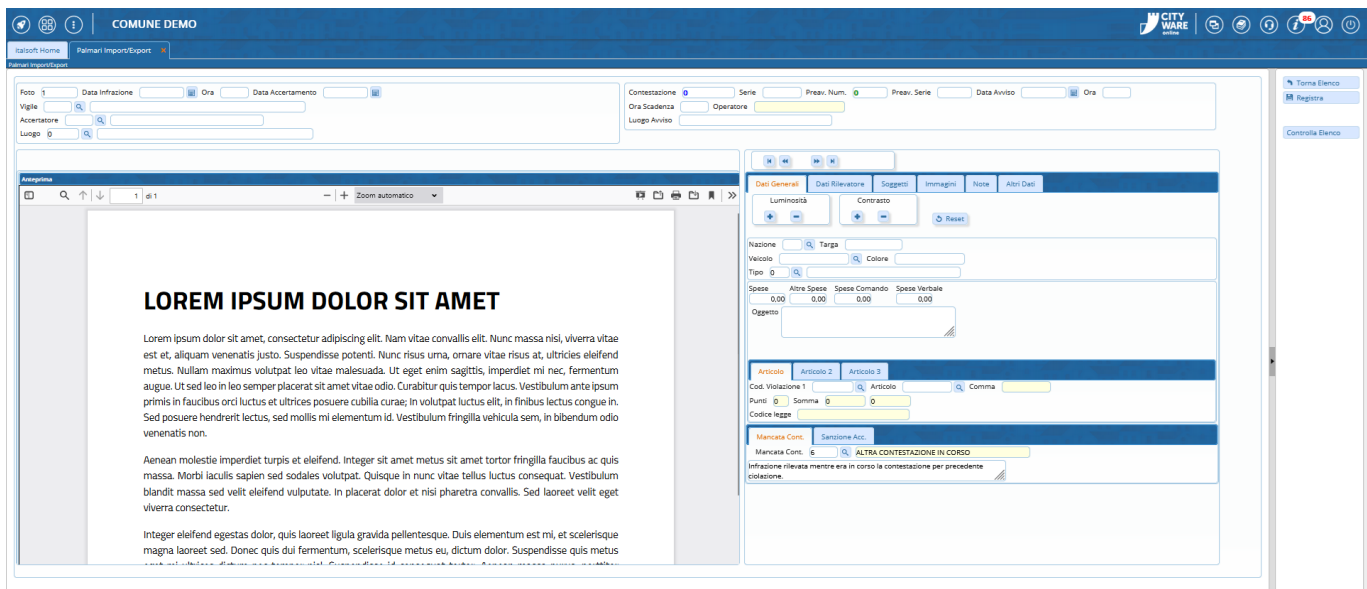 COMUNE DEMO
CITY WARE online
86
italsoft Home Palmari Import/Export ×
Palmari Import/Export
Foto 1 Data Infrazione Ora Data Accertamento
Vigile
Accertatore
Luogo 0
Contestazione 0 Serie Preav. Num. 0 Preav. Serie Data Avviso Ora
Ora Scadenza Operatore
Luogo Avviso
Torna Elenco
Registra
Controlla Elenco
Anteprima
1 di 1 Zoom automatico
LOREM IPSUM DOLOR SIT AMET
Lorem ipsum dolor sit amet, consectetur adipiscing elit. Nam vitae convallis elit. Nunc massa nisi, viverra vitae
est et, aliquam venenatis justo. Suspendisse potenti. Nunc risus urna, ornare vitae risus at, ultricies eleifend
metus. Nullam maximus volutpat leo vitae malesuada. Ut eget enim sagittis, imperdiet mi nec, fermentum
augue. Ut sed leo in leo semper placerat sit amet vitae odio. Curabitur quis tempor lacus. Vestibulum ante ipsum
primis in faucibus orci luctus et ultrices posuere cubilia curae; In volutpat luctus elit, in finibus lectus congue in.
Sed posuere hendrerit lectus, sed mollis mi elementum id. Vestibulum fringilla vehicula sem, in bibendum odio
venenatis non.
Aenean molestie imperdiet turpis et eleifend. Integer sit amet metus sit amet tortor fringilla faucibus ac quis
massa. Morbi iaculis sapien sed sodales volutpat. Quisque in nunc vitae tellus luctus consequat. Vestibulum
blandit massa sed velit eleifend vulputate. In placerat dolor et nisi pharetra convallis. Sed laoreet velit eget
viverra consectetur.
Integer eleifend egestas dolor, quis laoreet ligula gravida pellentesque. Duis elementum est mi, et scelerisque
magna laoreet sed. Donec quis dui fermentum, scelerisque metus eu, dictum dolor. Suspendisse quis metus
Dati Generali Dati Rilevatore Soggetti Immagini Note Altri Dati
Luminosità Contrasto
Reset
Nazione Targa
Veicolo Colore
Tipo 0
Spese Altre Spese Spese Comando Spese Verbale
0,00 0,00 0,00 0,00
Oggetto
Articolo Articolo 2 Articolo 3
Cod. Violazione 1 Articolo Comma
Punti 0 Somma 0 0
Codice legge
Mancata Cont. Sanzione Acc.
Mancata Cont. 6 ALTRA CONTESTAZIONE IN CORSO
Infrazione rilevata mentre era in corso la contestazione per precedente
ciolazione.